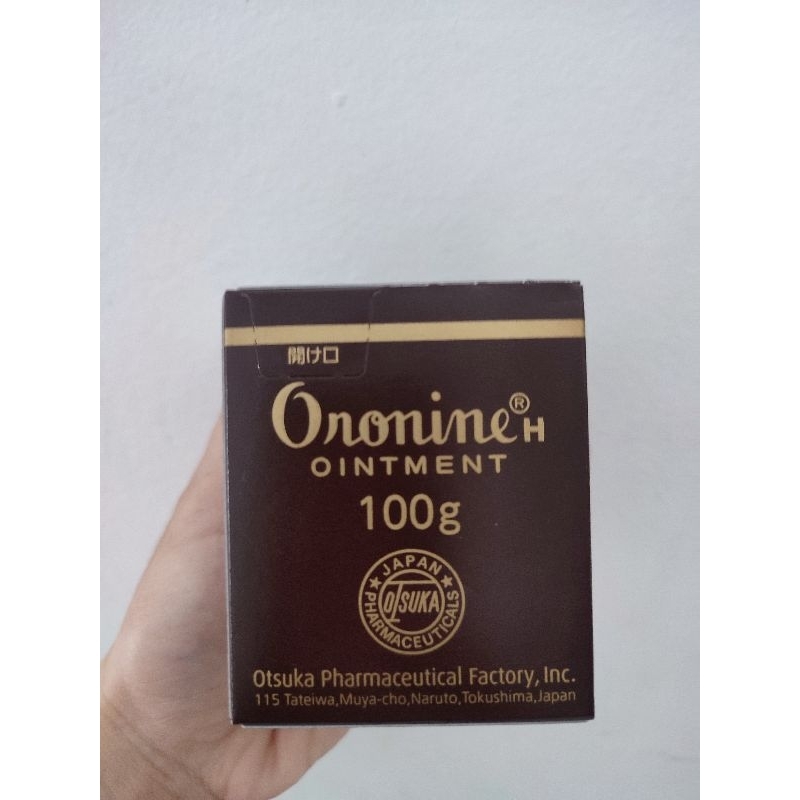 開け口
Oronine® H
OINTMENT
100g
JAPAN
OTSUKA
PHARMACEUTICALS
Otsuka Pharmaceutical Factory, Inc.
115 Tateiwa,Muya-cho,Naruto,Tokushima,Japan